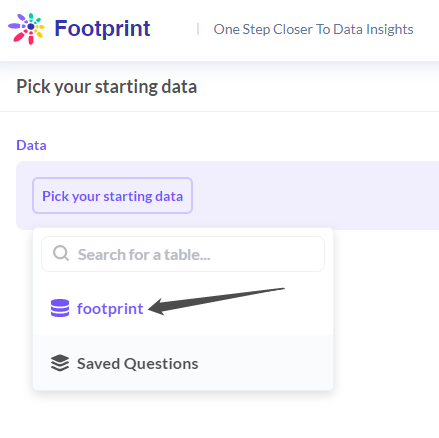 Footprint
One Step Closer To Data Insights
Pick your starting data
Data
Pick your starting data
Search for a table...
footprint
Saved Questions